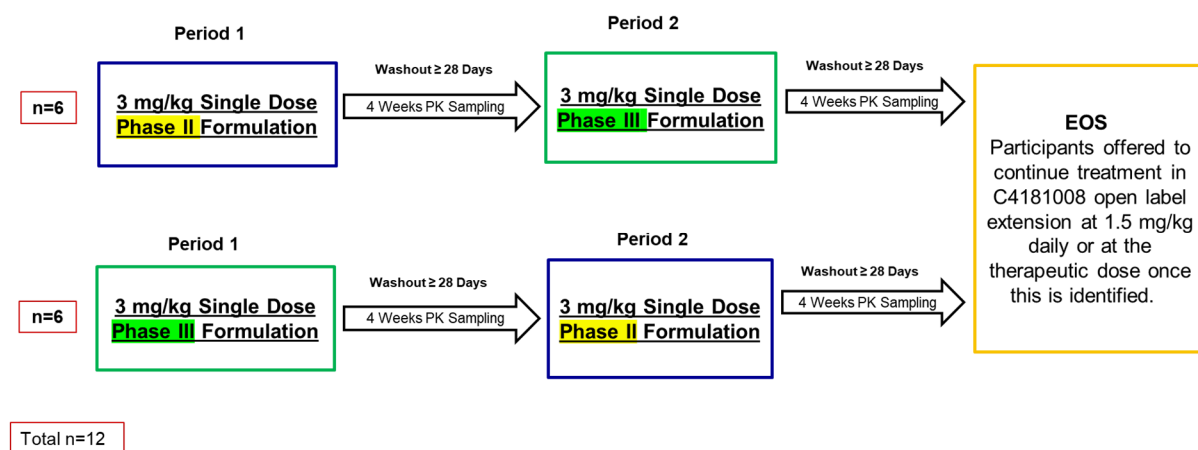 Period 1
Period 2
n=6
3 mg/kg Single Dose
Phase II Formulation
Washout ≥ 28 Days
4 Weeks PK Sampling
3 mg/kg Single Dose
Phase III Formulation
Washout ≥ 28 Days
4 Weeks PK Sampling
EOS
Participants offered to
continue treatment in
C4181008 open label
extension at 1.5 mg/kg
daily or at the
therapeutic dose once
this is identified.
Period 1
Period 2
n=6
3 mg/kg Single Dose
Phase III Formulation
Washout ≥ 28 Days
4 Weeks PK Sampling
3 mg/kg Single Dose
Phase II Formulation
Washout ≥ 28 Days
4 Weeks PK Sampling
Total n=12